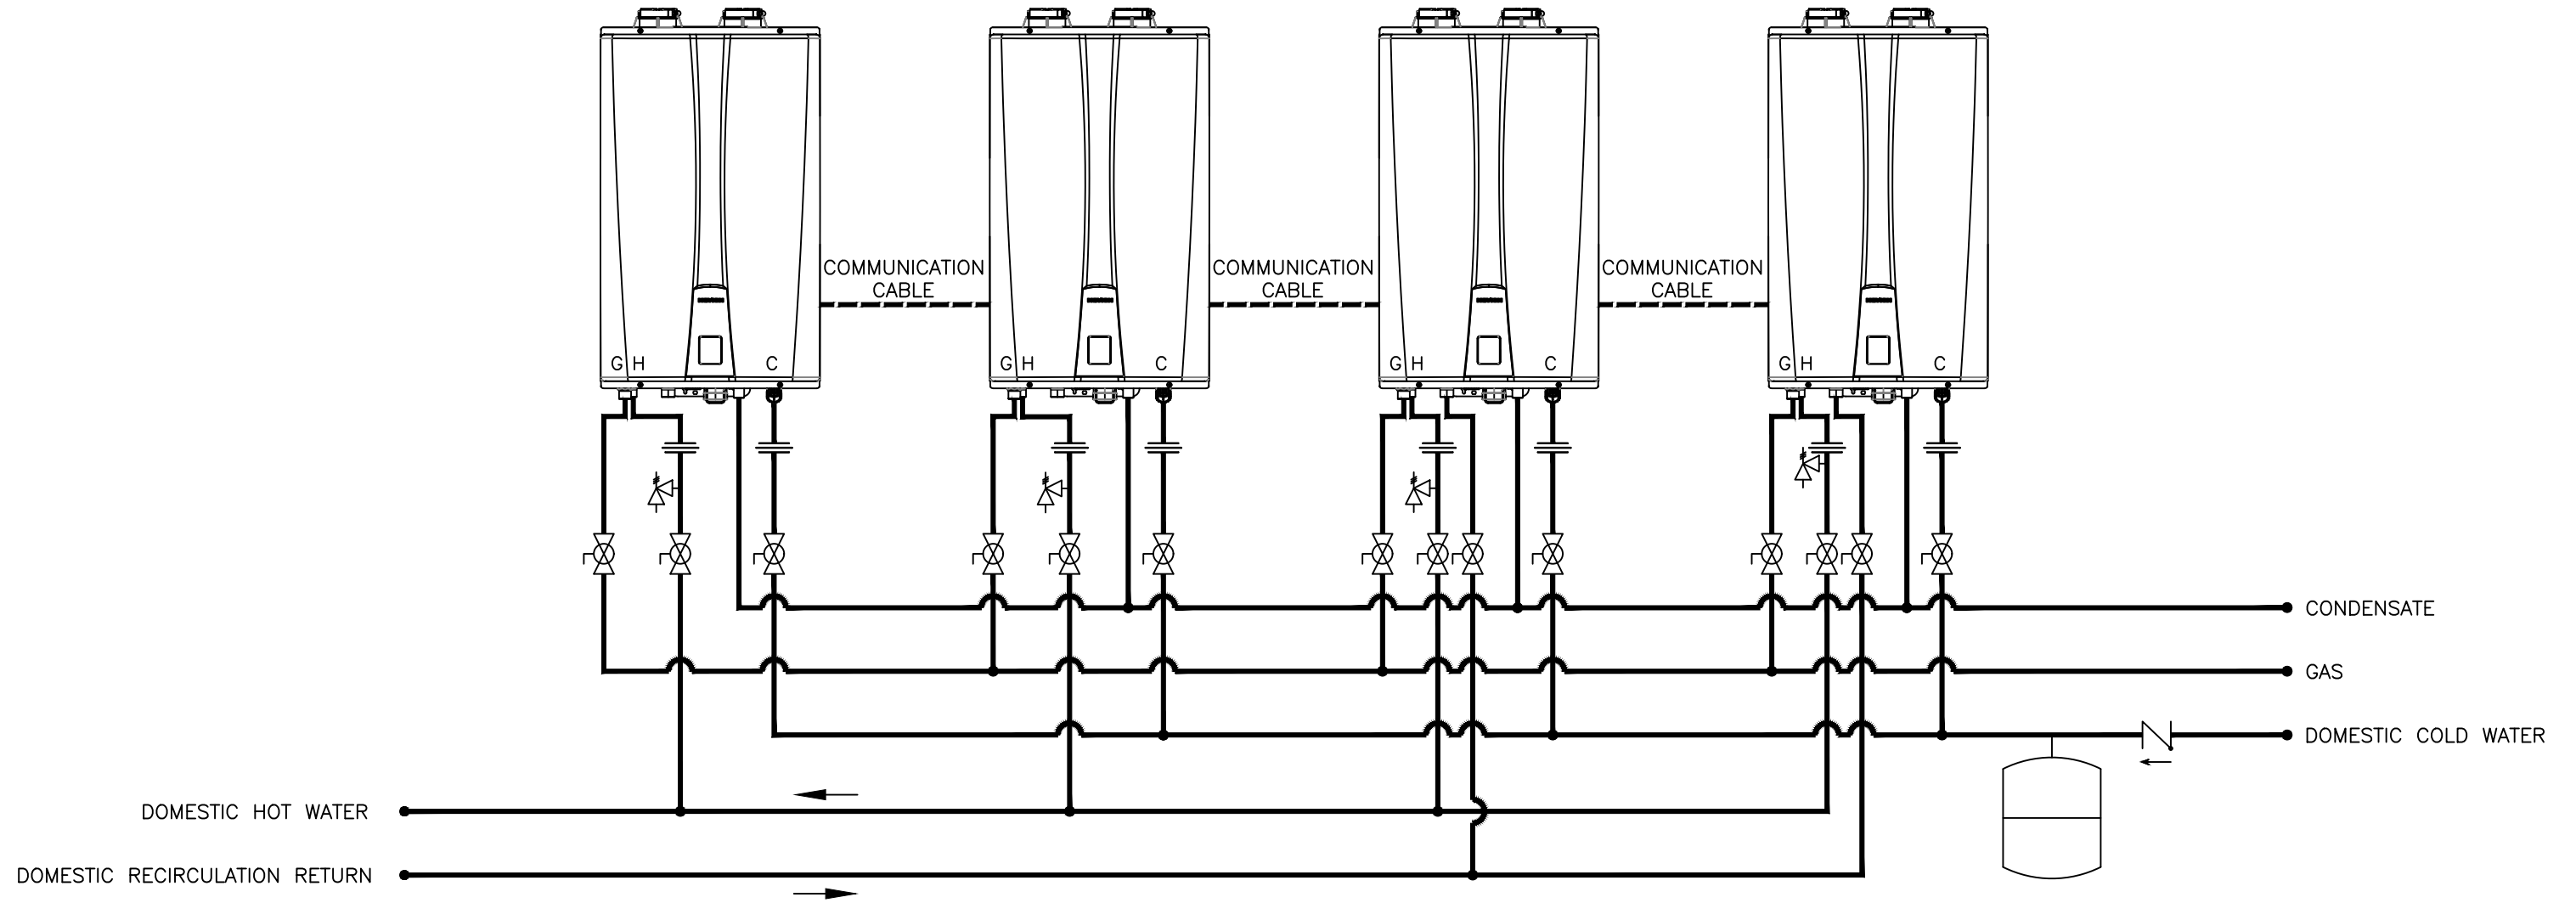 COMMUNICATION
CABLE
COMMUNICATION
CABLE
COMMUNICATION
CABLE
G H C
G H C
G H C
G H C
CONDENSATE
GAS
DOMESTIC COLD WATER
DOMESTIC HOT WATER
DOMESTIC RECIRCULATION RETURN